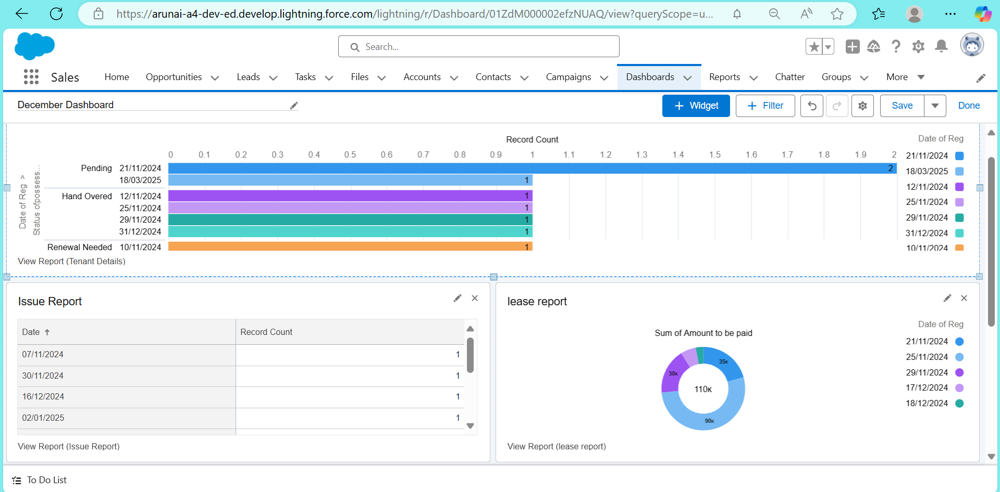 https://arunai-a4-dev-ed.develop.lightning.force.com/lightning/r/Dashboard/01ZdM000002efzNUAQ/view?queryScope=u...
Search...
Sales Home Opportunities Leads Tasks Files Accounts Contacts Campaigns Dashboards Reports Chatter Groups More
December Dashboard
+ Widget + Filter Save Done
Record Count
0 0.1 0.2 0.3 0.4 0.5 0.6 0.7 0.8 0.9 1 1.1 1.2 1.3 1.4 1.5 1.6 1.7 1.8 1.9 2
Date of Reg >
Status ofpossess...
Pending 21/11/2024 2
18/03/2025 1
Hand Overed 12/11/2024 1
25/11/2024 1
29/11/2024 1
31/12/2024 1
Renewal Needed 10/11/2024 1
Date of Reg
21/11/2024
18/03/2025
12/11/2024
25/11/2024
29/11/2024
31/12/2024
10/11/2024
View Report (Tenant Details)
Issue Report
Date Record Count
07/11/2024 1
30/11/2024 1
16/12/2024 1
02/01/2025 1
View Report (Issue Report)
lease report
Sum of Amount to be paid
35K
30K
110K
90K
Date of Reg
21/11/2024
25/11/2024
29/11/2024
17/12/2024
18/12/2024
View Report (lease report)
To Do List